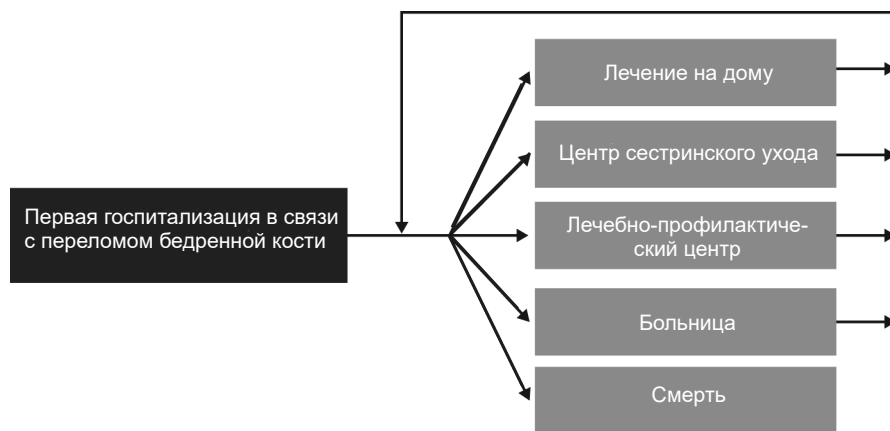 Лечение на дому
Центр сестринского ухода
Первая госпитализация в связи
с переломом бедренной кости
Лечебно-профилактиче-
ский центр
Больница
Смерть